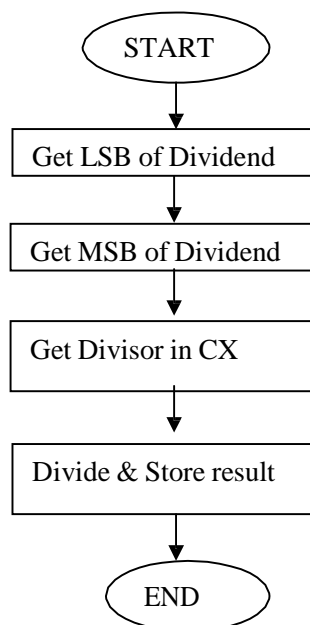 START
Get LSB of Dividend
Get MSB of Dividend
Get Divisor in CX
Divide & Store result
END